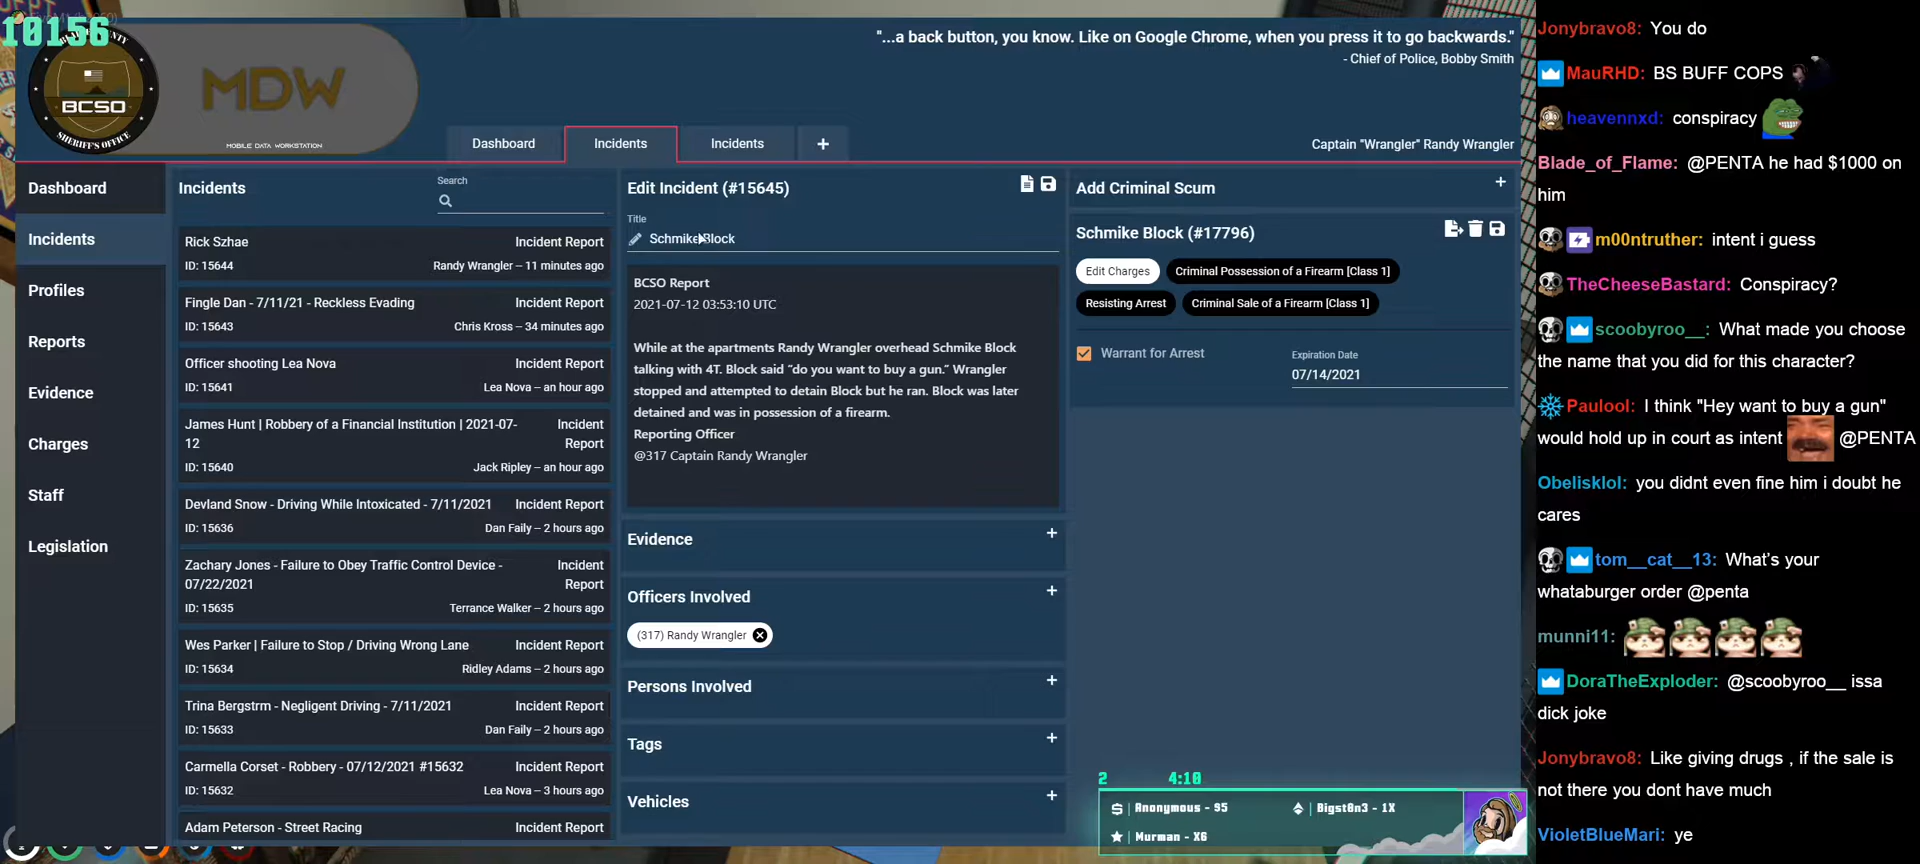 10156
BCSO
SHERIFF'S OFFICE
MDW
MOBILE DATA WORKSTATION
"...a back button, you know. Like on Google Chrome, when you press it to go backwards."
- Chief of Police, Bobby Smith
Dashboard
Incidents
Incidents
+
Captain "Wrangler" Randy Wrangler
Dashboard
Incidents
Profiles
Reports
Evidence
Charges
Staff
Legislation
Incidents
Search
Rick Szhae Incident Report
ID: 15644 Randy Wrangler – 11 minutes ago
Fingle Dan - 7/11/21 - Reckless Evading Incident Report
ID: 15643 Chris Kross – 34 minutes ago
Officer shooting Lea Nova Incident Report
ID: 15641 Lea Nova – an hour ago
James Hunt | Robbery of a Financial Institution | 2021-07- Incident
12 Report
ID: 15640 Jack Ripley – an hour ago
Devland Snow - Driving While Intoxicated - 7/11/2021 Incident Report
ID: 15636 Dan Faily – 2 hours ago
Zachary Jones - Failure to Obey Traffic Control Device - Incident
07/22/2021 Report
ID: 15635 Terrance Walker – 2 hours ago
Wes Parker | Failure to Stop / Driving Wrong Lane Incident Report
ID: 15634 Ridley Adams – 2 hours ago
Trina Bergstrm - Negligent Driving - 7/11/2021 Incident Report
ID: 15633 Dan Faily – 2 hours ago
Carmella Corset - Robbery - 07/12/2021 #15632 Incident Report
ID: 15632 Lea Nova – 3 hours ago
Adam Peterson - Street Racing Incident Report
Edit Incident (#15645)
Title
Schmike Block
BCSO Report
2021-07-12 03:53:10 UTC
While at the apartments Randy Wrangler overhead Schmike Block
talking with 4T. Block said "do you want to buy a gun." Wrangler
stopped and attempted to detain Block but he ran. Block was later
detained and was in possession of a firearm.
Reporting Officer
@317 Captain Randy Wrangler
Evidence +
Officers Involved +
(317) Randy Wrangler
Persons Involved +
Tags +
Vehicles +
Add Criminal Scum +
Schmike Block (#17796)
Edit Charges Criminal Possession of a Firearm [Class 1]
Resisting Arrest Criminal Sale of a Firearm [Class 1]
Warrant for Arrest
Expiration Date
07/14/2021
2 4:10
Anonymous - 95 Bigst8n3 - 1X
Murman - X6
Jonybravo8: You do
MauRHD: BS BUFF COPS
heavennxd: conspiracy
Blade_of_Flame: @PENTA he had $1000 on
him
m00ntruther: intent i guess
TheCheeseBastard: Conspiracy?
scoobyroo__: What made you choose
the name that you did for this character?
Paulool: I think "Hey want to buy a gun"
would hold up in court as intent @PENTA
Obelisklol: you didnt even fine him i doubt he
cares
tom__cat__13: What's your
whataburger order @penta
munni11:
DoraTheExploder: @scoobyroo__ issa
dick joke
Jonybravo8: Like giving drugs , if the sale is
not there you dont have much
VioletBlueMari: ye